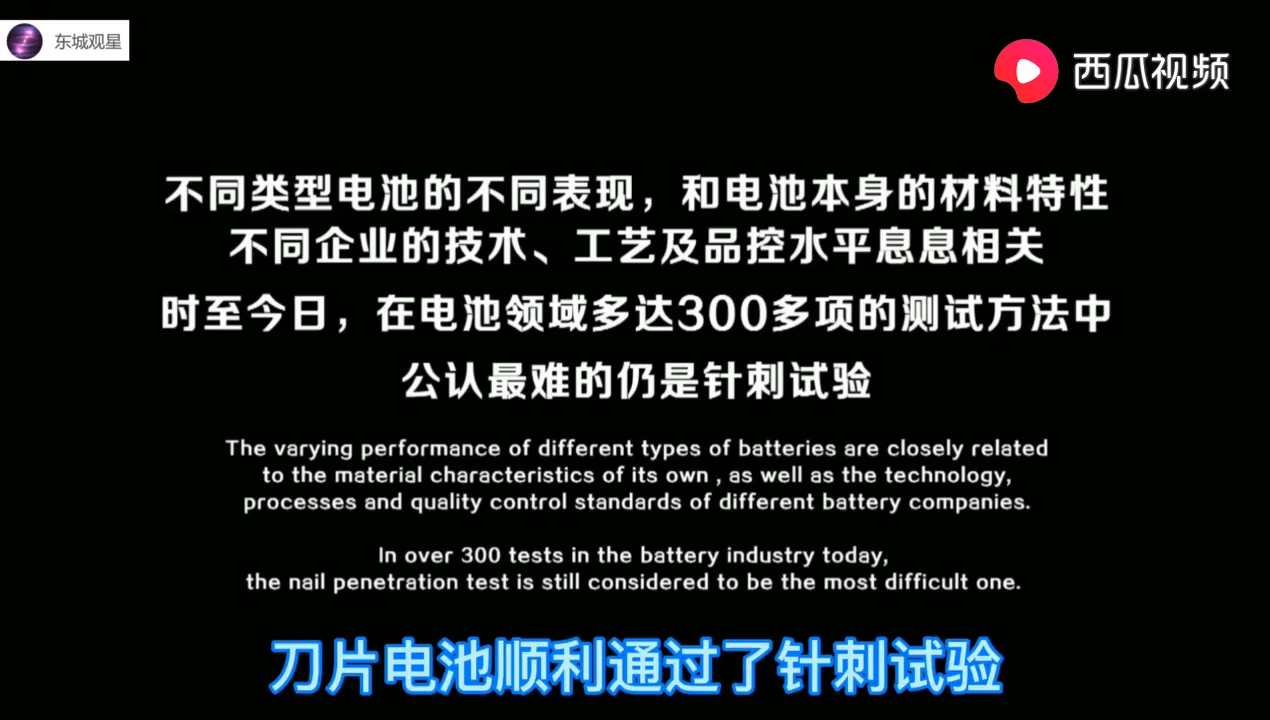 东城观星
西瓜视频
不同类型电池的不同表现，和电池本身的材料特性
不同企业的技术、工艺及品控水平息息相关
时至今日，在电池领域多达300多项的测试方法中
公认最难的仍是针刺试验
The varying performance of different types of batteries are closely related
to the material characteristics of its own , as well as the technology,
processes and quality control standards of different battery companies.
In over 300 tests in the battery industry today,
the nail penetration test is still considered to be the most difficult one.
刀片电池顺利通过了针刺试验